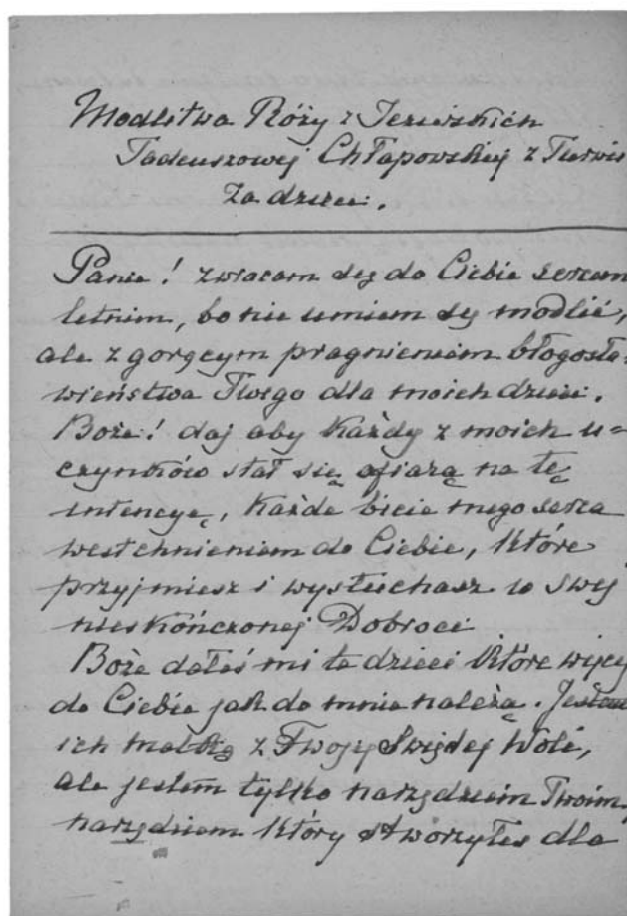 Modlitwa Róży z Jezierskich
Tadeuszowej Chłapowskiej z Turwi
za dzieci.
Panie! zwracam się do Ciebie sercem
letnim, bo nie umiem się modlić,
ale z gorącym pragnieniem błogosła-
wieństwa Twego dla moich dzieci.
Boże! daj aby każdy z moich u=
czynków stał się ofiarą na tę
intencyę, każde bicie mego serca
westchnieniem do Ciebie, które
przyjmiesz i wysłuchasz w swej
nieskończonej Dobroci
Boże dałeś mi te dzieci które więcej
do Ciebie jak do mnie należą. Jestem
ich matką z Twojej Świętej Woli,
ale jestem tylko narzędziem Twoim,
narzędziem który stworzyłeś dla